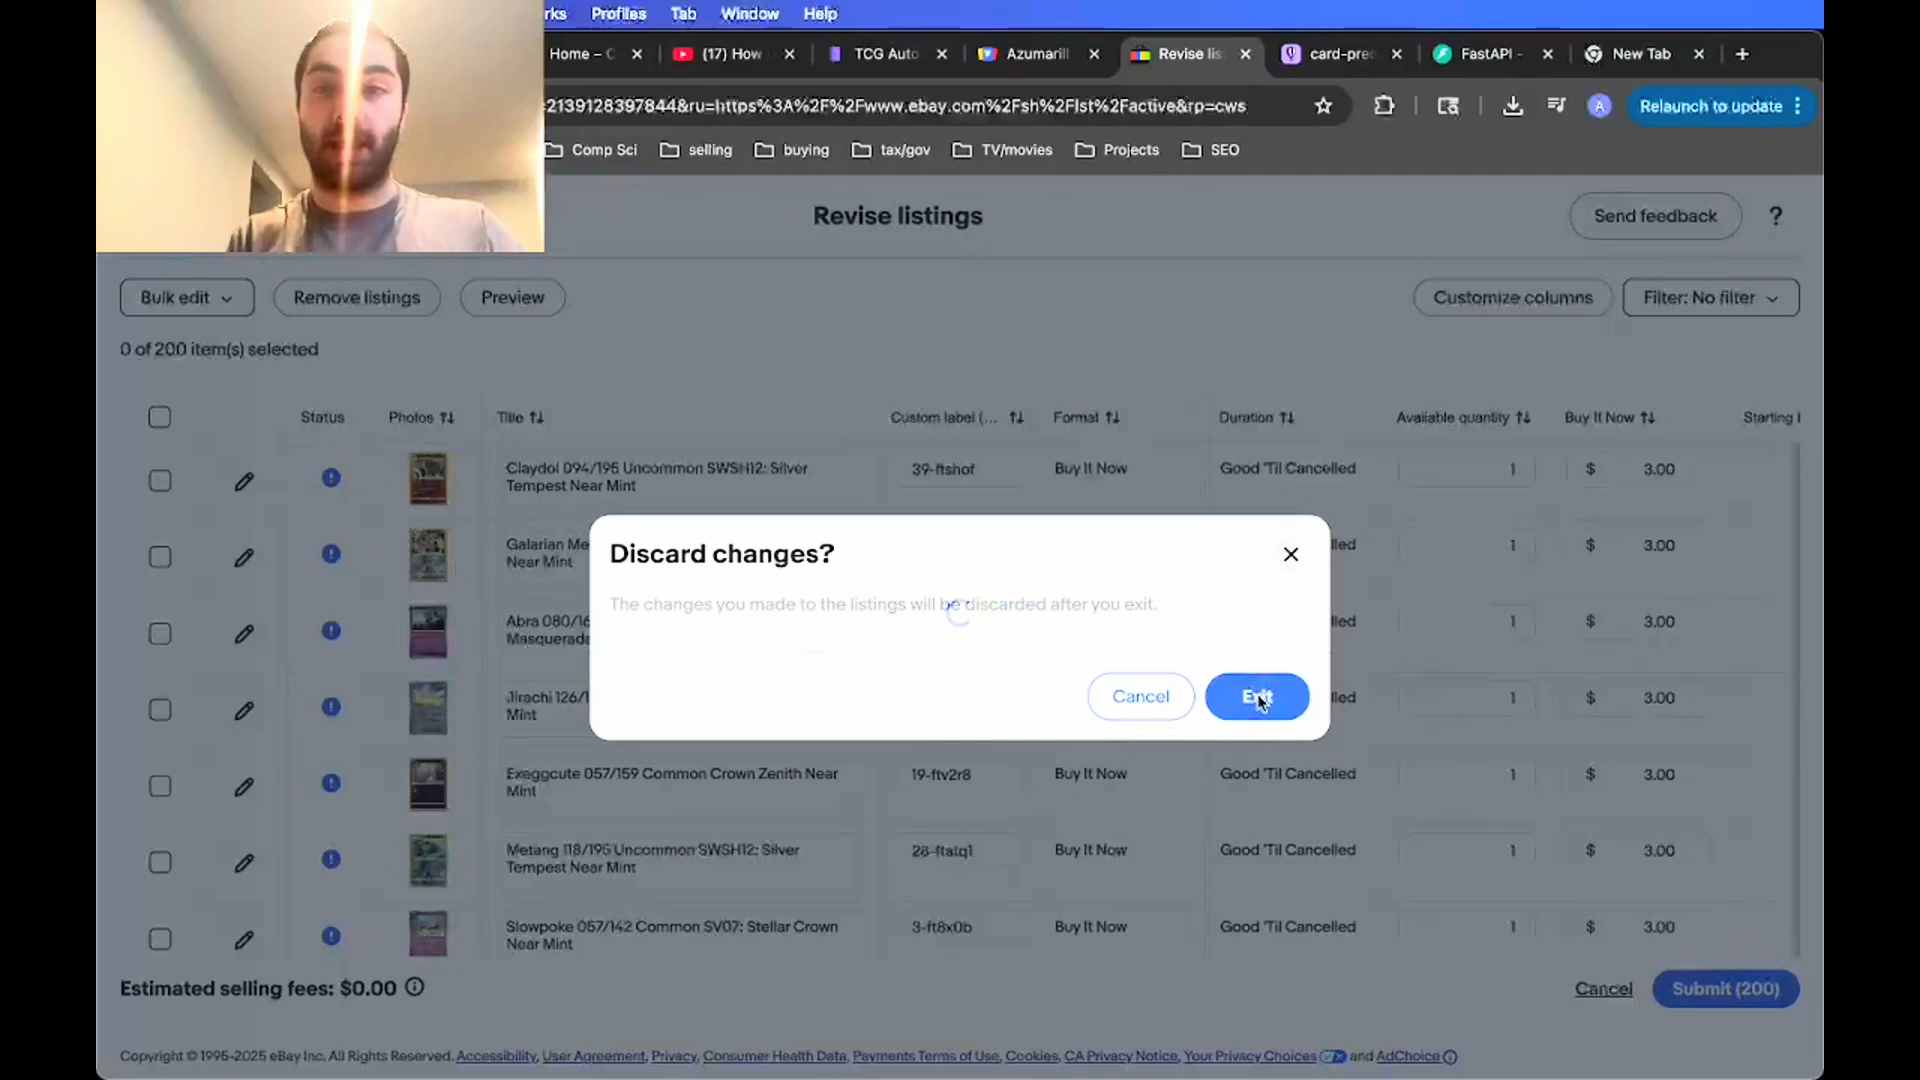 rks Profiles Tab Window Help
Home – C (17) How TCG Auto Azumarill Revise lis card-prec FastAPI - New Tab
2139128397844&ru=https%3A%2F%2Fwww.ebay.com%2Fsh%2Flst%2Factive&rp=cws A Relaunch to update
Comp Sci selling buying tax/gov TV/movies Projects SEO
Revise listings Send feedback ?
Bulk edit Remove listings Preview Customize columns Filter: No filter
0 of 200 item(s) selected
Status Photos Title Custom label (... Format Duration Available quantity Buy It Now Starting
Claydol 094/195 Uncommon SWSH12: Silver 39-ftshof Buy It Now Good 'Til Cancelled 1 $ 3.00
Tempest Near Mint
Galarian Me lled 1 $ 3.00
Near Mint
Abra 080/16 lled 1 $ 3.00
Masquerade
Jirachi 126/1 lled 1 $ 3.00
Mint
Discard changes?
The changes you made to the listings will be discarded after you exit.
Cancel Exit
Exeggcute 057/159 Common Crown Zenith Near 19-ftv2r8 Buy It Now Good 'Til Cancelled 1 $ 3.00
Mint
Metang 118/195 Uncommon SWSH12: Silver 28-ftatq1 Buy It Now Good 'Til Cancelled 1 $ 3.00
Tempest Near Mint
Slowpoke 057/142 Common SV07: Stellar Crown 3-ft8x0b Buy It Now Good 'Til Cancelled 1 $ 3.00
Near Mint
Estimated selling fees: $0.00 Cancel Submit (200)
Copyright © 1995-2025 eBay Inc. All Rights Reserved. Accessibility, User Agreement, Privacy, Consumer Health Data, Payments Terms of Use, Cookies, CA Privacy Notice, Your Privacy Choices and AdChoice